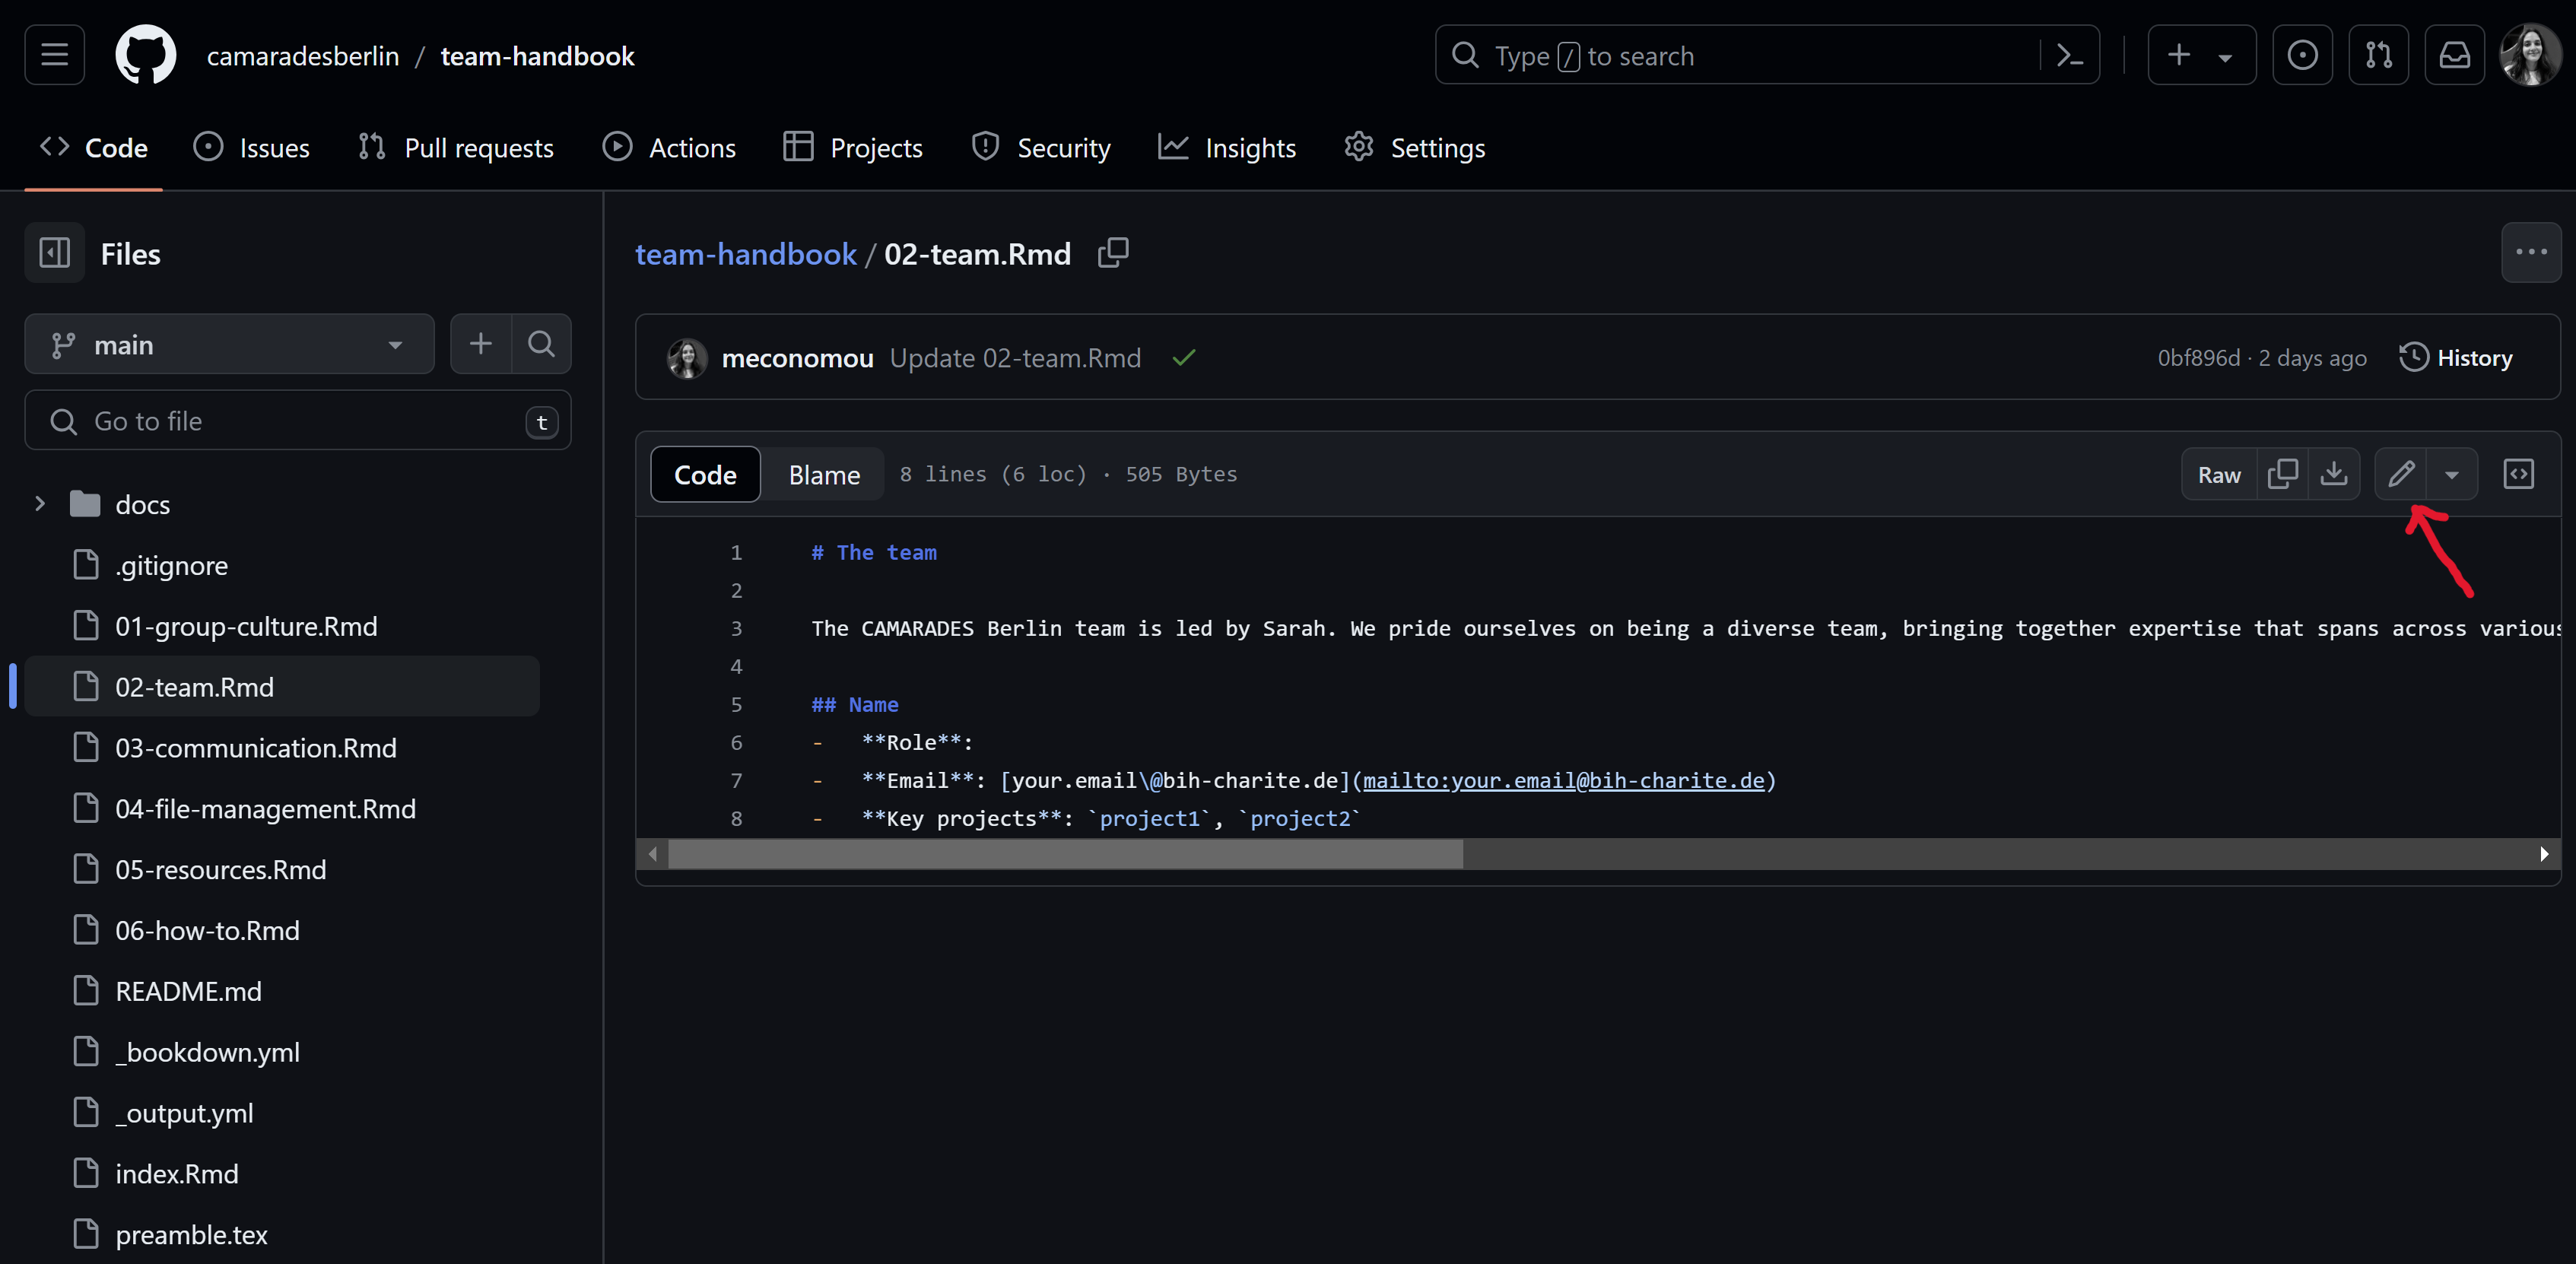 camaradesberlin / team-handbook
Type / to search
Code Issues Pull requests Actions Projects Security Insights Settings
Files
main
Go to file t
docs
.gitignore
01-group-culture.Rmd
02-team.Rmd
03-communication.Rmd
04-file-management.Rmd
05-resources.Rmd
06-how-to.Rmd
README.md
_bookdown.yml
_output.yml
index.Rmd
preamble.tex
team-handbook / 02-team.Rmd
meconomou Update 02-team.Rmd 0bf896d · 2 days ago History
Code Blame 8 lines (6 loc) · 505 Bytes Raw
1 # The team
2
3 The CAMARADES Berlin team is led by Sarah. We pride ourselves on being a diverse team, bringing together expertise that spans across various
4
5 ## Name
6 - **Role**:
7 - **Email**: [your.email\@bih-charite.de](mailto:your.email@bih-charite.de)
8 - **Key projects**: `project1`, `project2`